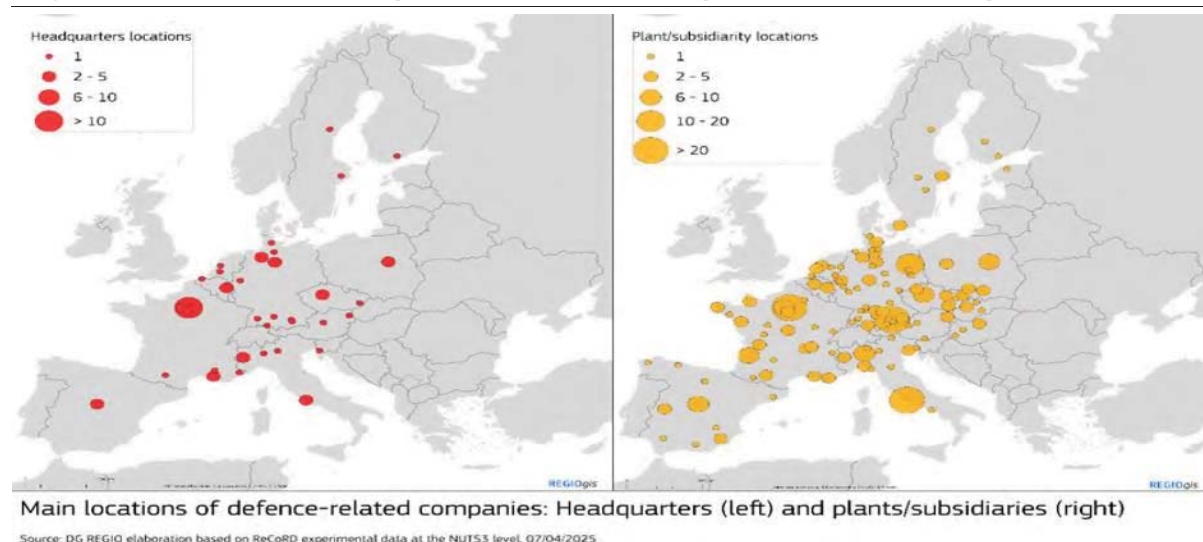 Headquarters locations
1
2 - 5
6 - 10
> 10
REGIOgis
Plant/subsidiarity locations
1
2 - 5
6 - 10
10 - 20
> 20
REGIOgis
Main locations of defence-related companies: Headquarters (left) and plants/subsidiaries (right)
Source: DG REGIO elaboration based on ReCoRD experimental data at the NUTS3 level, 07/04/2025